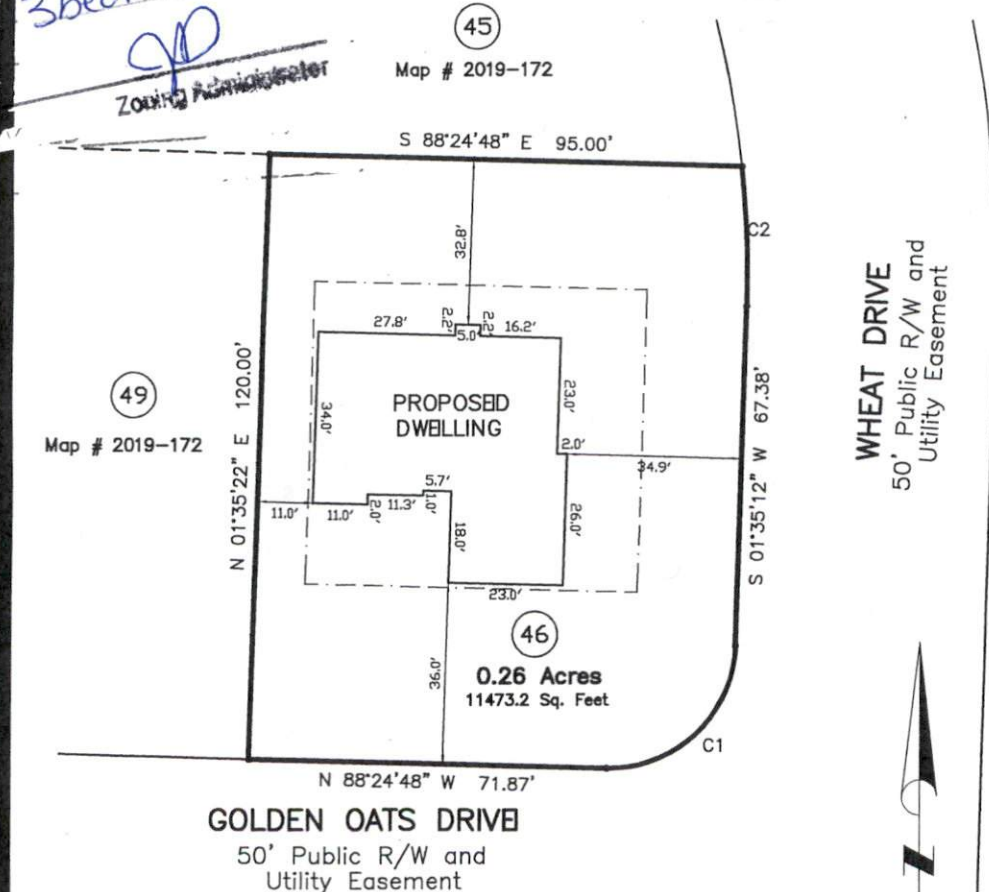 45
Map # 2019-172
Zoning Administrator
S 88°24'48" E 95.00'
C2
32.8'
27.8'
2.2'
5.0'
2.2'
16.2'
WHEAT DRIVE
50' Public R/W and
Utility Easement
49
Map # 2019-172
N 01°35'22" E 120.00'
34.0'
PROPOSED
DWELLING
23.0'
2.0'
34.9'
S 01°35'12" W 67.38'
5.7'
11.0'
11.0'
2.0'
11.3'
1.0'
18.0'
26.0'
23.0'
46
0.26 Acres
11473.2 Sq. Feet
36.0'
C1
N 88°24'48" W 71.87'
GOLDEN OATS DRIVE
50' Public R/W and
Utility Easement